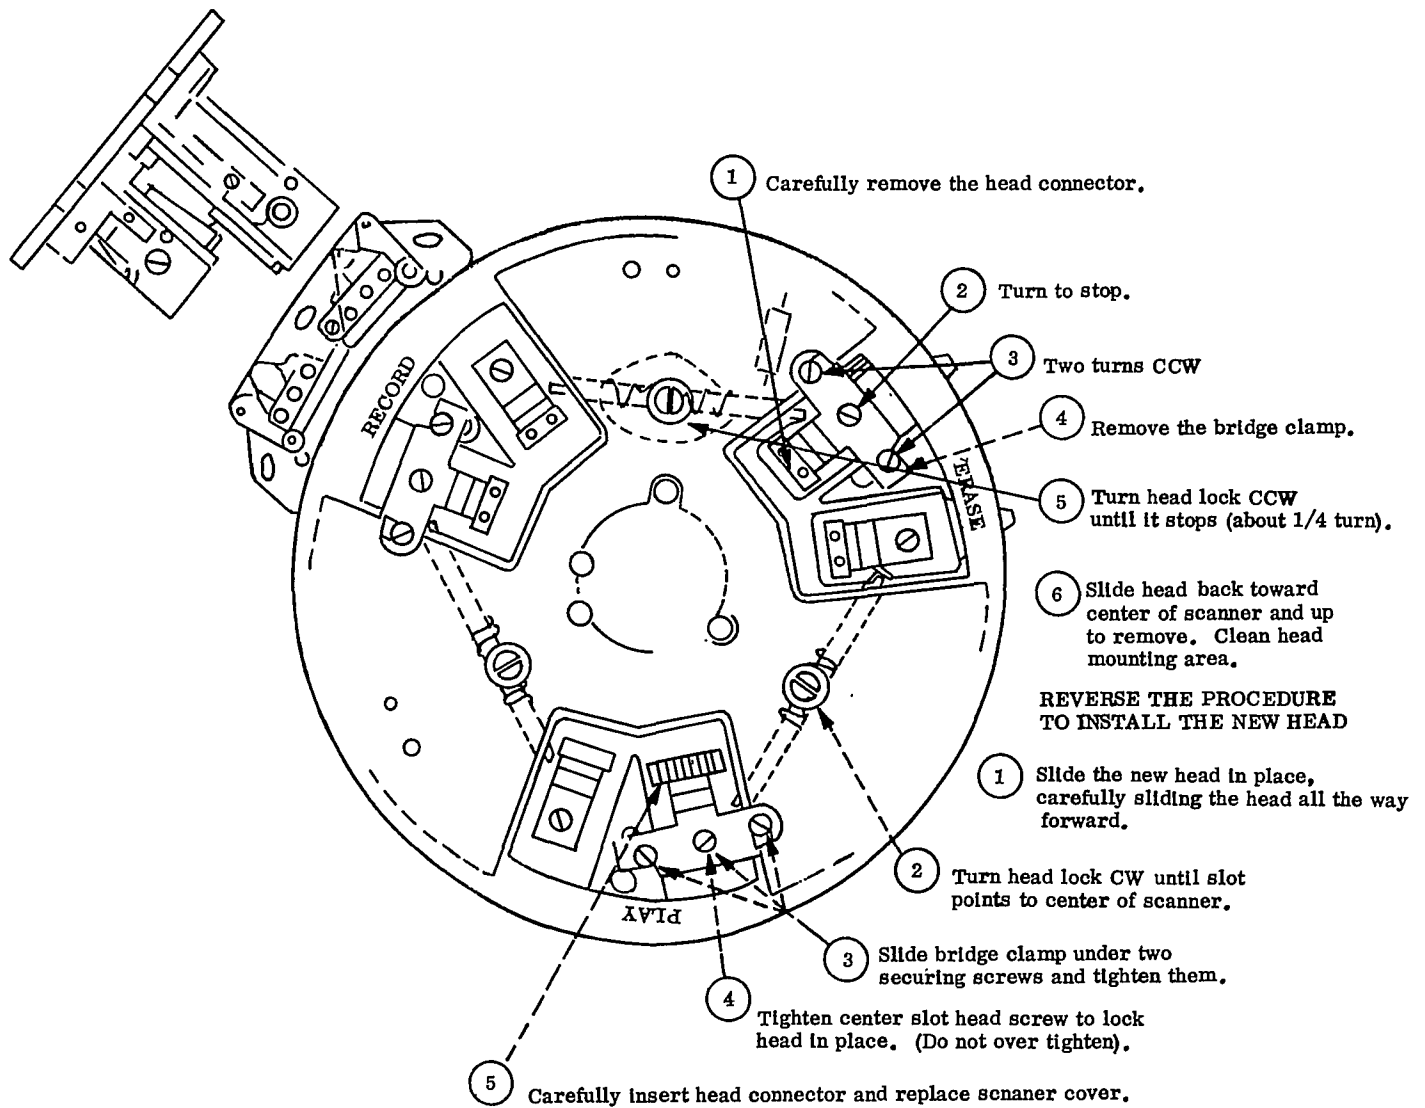 1 Carefully remove the head connector.
2 Turn to stop.
3 Two turns CCW
4 Remove the bridge clamp.
5 Turn head lock CCW
until it stops (about 1/4 turn).
6 Slide head back toward
center of scanner and up
to remove. Clean head
mounting area.
REVERSE THE PROCEDURE
TO INSTALL THE NEW HEAD
1 Slide the new head in place,
carefully sliding the head all the way
forward.
2 Turn head lock CW until slot
points to center of scanner.
3 Slide bridge clamp under two
securing screws and tighten them.
4 Tighten center slot head screw to lock
head in place. (Do not over tighten).
5 Carefully insert head connector and replace scnaner cover.
RECORD
ERASE
PLAY